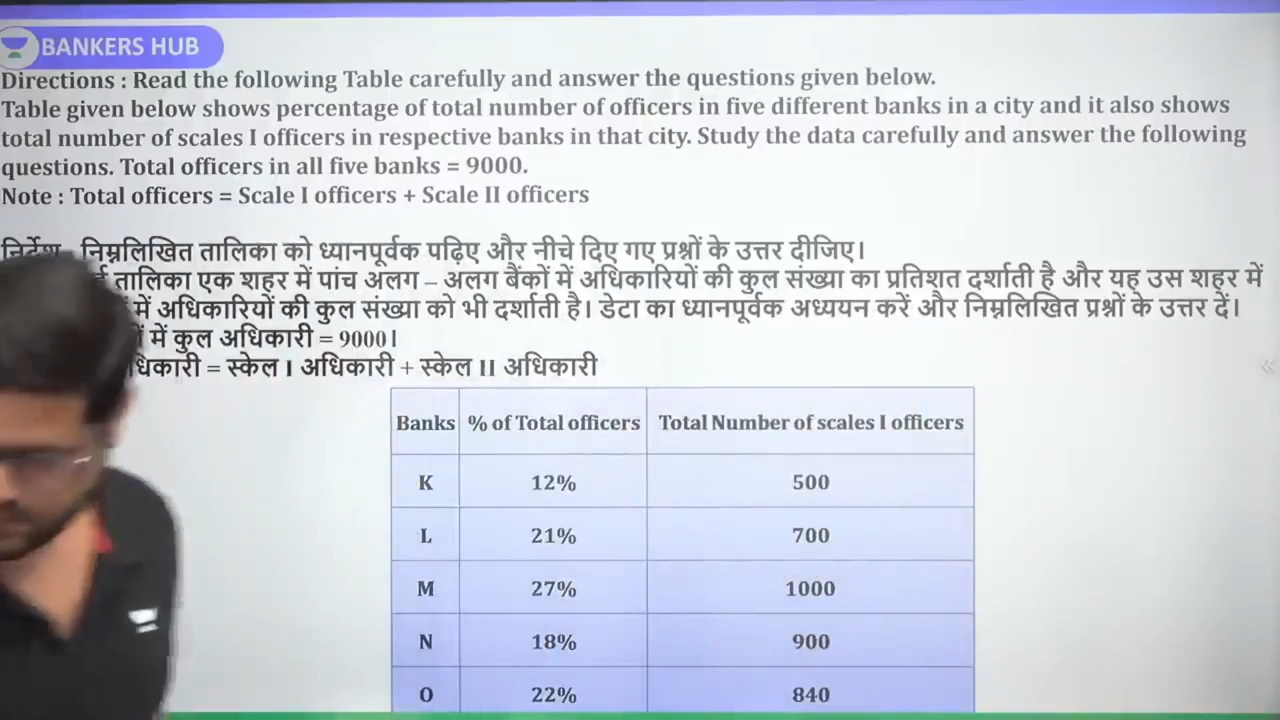 BANKERS HUB
Directions : Read the following Table carefully and answer the questions given below.
Table given below shows percentage of total number of officers in five different banks in a city and it also shows
total number of scales I officers in respective banks in that city. Study the data carefully and answer the following
questions. Total officers in all five banks = 9000.
Note : Total officers = Scale I officers + Scale II officers
निर्देश निम्नलिखित तालिका को ध्यानपूर्वक पढ़िए और नीचे दिए गए प्रश्नों के उत्तर दीजिए।
तालिका एक शहर में पांच अलग – अलग बैंकों में अधिकारियों की कुल संख्या का प्रतिशत दर्शाती है और यह उस शहर में
में अधिकारियों की कुल संख्या को भी दर्शाती है। डेटा का ध्यानपूर्वक अध्ययन करें और निम्नलिखित प्रश्नों के उत्तर दें।
में कुल अधिकारी = 9000।
= स्केल I अधिकारी + स्केल II अधिकारी
Banks % of Total officers Total Number of scales I officers
K 12% 500
L 21% 700
M 27% 1000
N 18% 900
O 22% 840